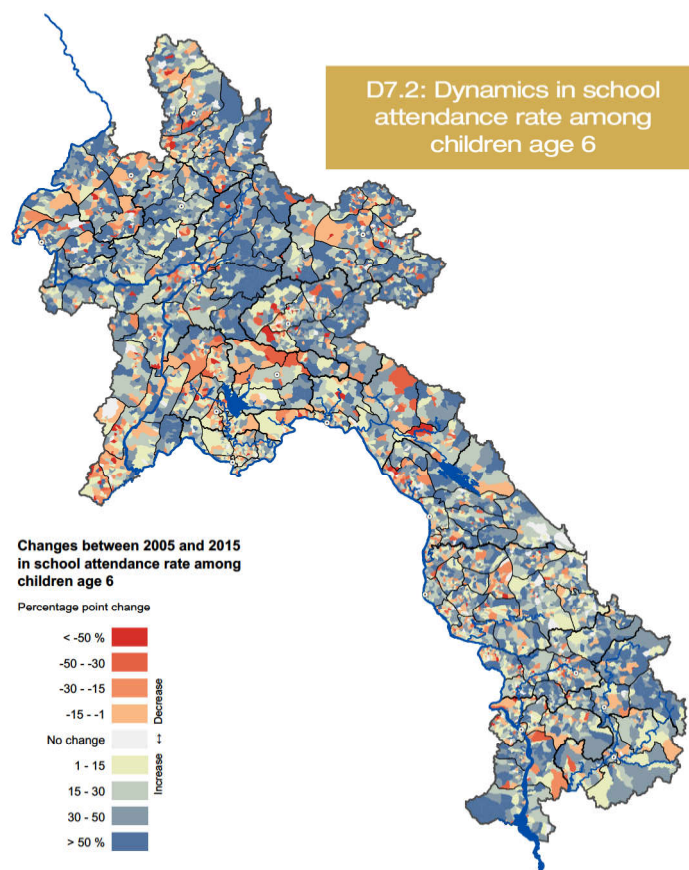 D7.2: Dynamics in school
attendance rate among
children age 6
Changes between 2005 and 2015
in school attendance rate among
children age 6
Percentage point change
< -50 %
-50 - -30
-30 - -15
-15 - -1
No change
1 - 15
15 - 30
30 - 50
> 50 %
Decrease
↔
Increase